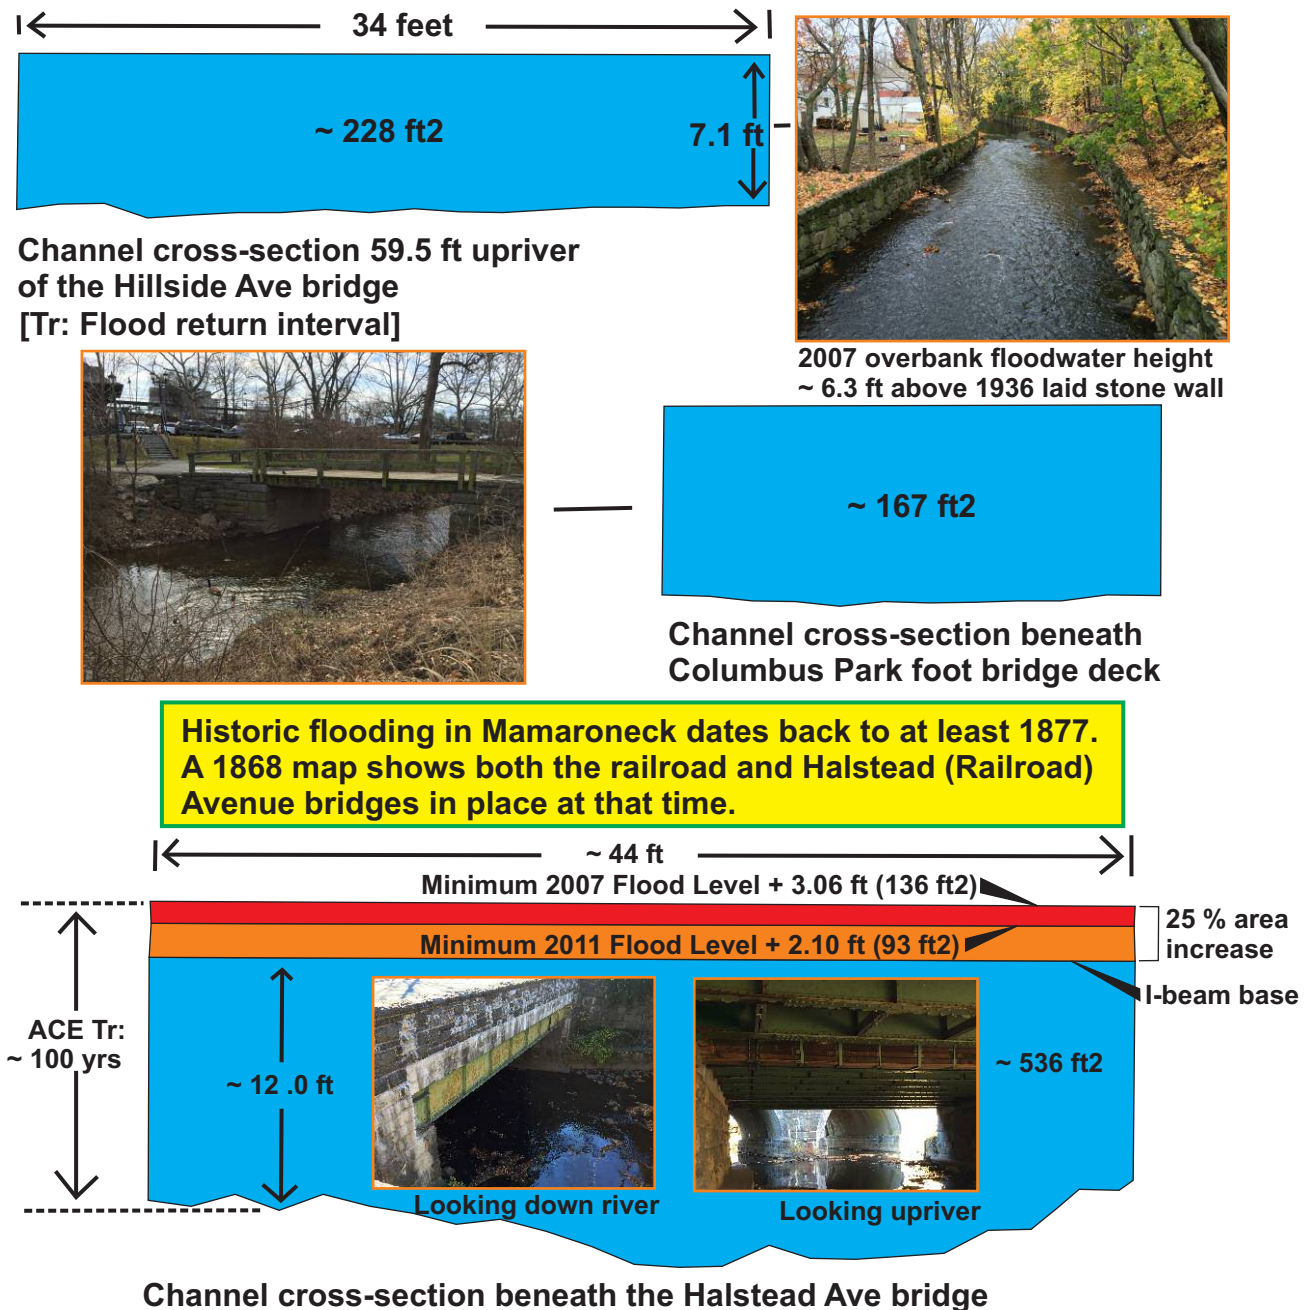 34 feet
~ 228 ft2
7.1 ft
Channel cross-section 59.5 ft upriver
of the Hillside Ave bridge
[Tr: Flood return interval]
2007 overbank floodwater height
~ 6.3 ft above 1936 laid stone wall
~ 167 ft2
Channel cross-section beneath
Columbus Park foot bridge deck
Historic flooding in Mamaroneck dates back to at least 1877.
A 1868 map shows both the railroad and Halstead (Railroad)
Avenue bridges in place at that time.
~ 44 ft
Minimum 2007 Flood Level + 3.06 ft (136 ft2)
25 % area
increase
Minimum 2011 Flood Level + 2.10 ft (93 ft2)
I-beam base
ACE Tr:
~ 100 yrs
~ 12 .0 ft
~ 536 ft2
Looking down river
Looking upriver
Channel cross-section beneath the Halstead Ave bridge